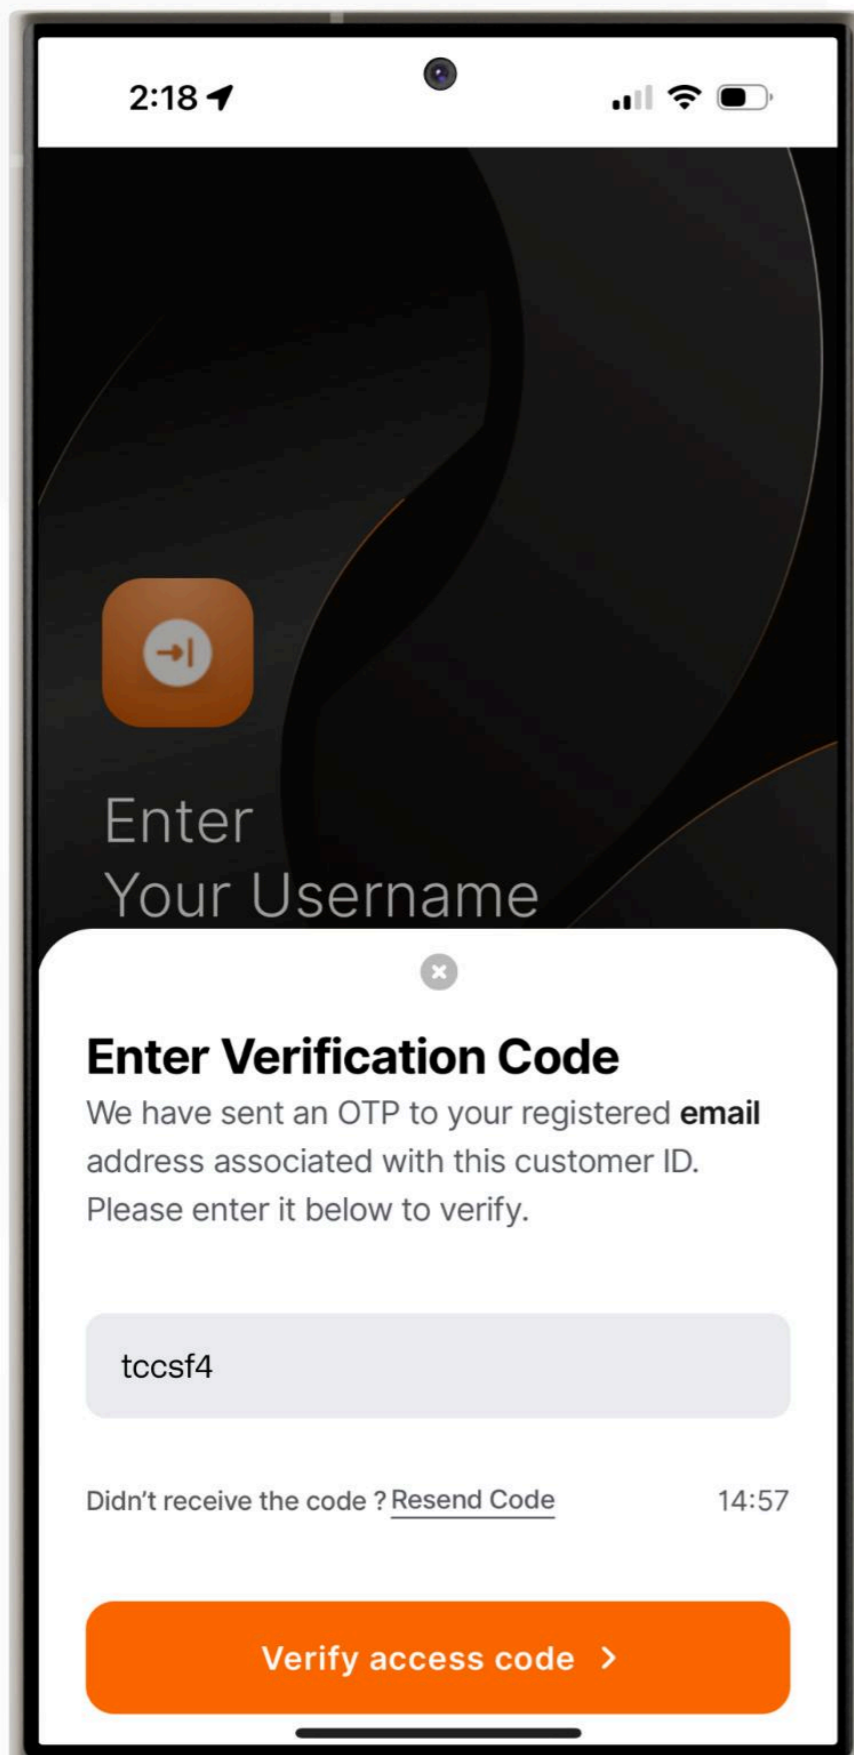 2:18
Enter
Your Username
Enter Verification Code
We have sent an OTP to your registered email
address associated with this customer ID.
Please enter it below to verify.
tccsf4
Didn't receive the code ? Resend Code
14:57
Verify access code